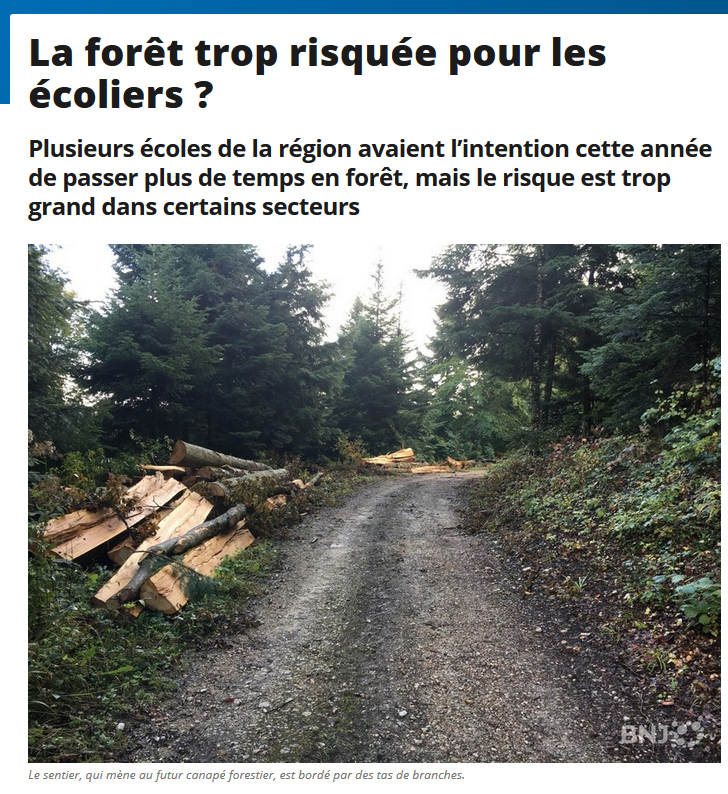 La forêt trop risquée pour les
écoliers ?
Plusieurs écoles de la région avaient l’intention cette année
de passer plus de temps en forêt, mais le risque est trop
grand dans certains secteurs
BNJ
Le sentier, qui mène au futur canapé forestier, est bordé par des tas de branches.